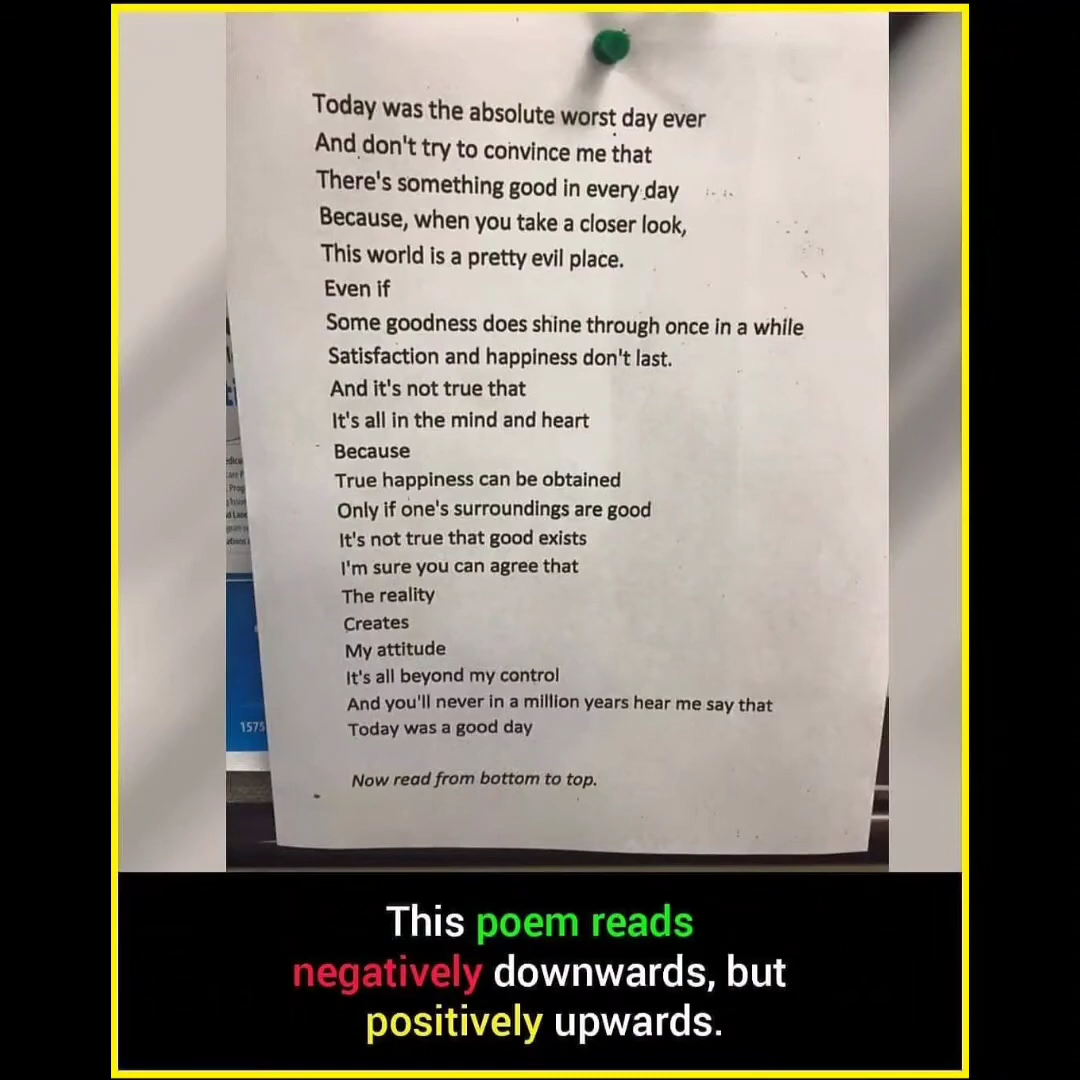 Today was the absolute worst day ever
And don't try to convince me that
There's something good in every day
Because, when you take a closer look,
This world is a pretty evil place.
Even if
Some goodness does shine through once in a while
Satisfaction and happiness don't last.
And it's not true that
It's all in the mind and heart
Because
True happiness can be obtained
Only if one's surroundings are good
It's not true that good exists
I'm sure you can agree that
The reality
Creates
My attitude
It's all beyond my control
And you'll never in a million years hear me say that
Today was a good day
Now read from bottom to top.
1575
This poem reads
negatively downwards, but
positively upwards.